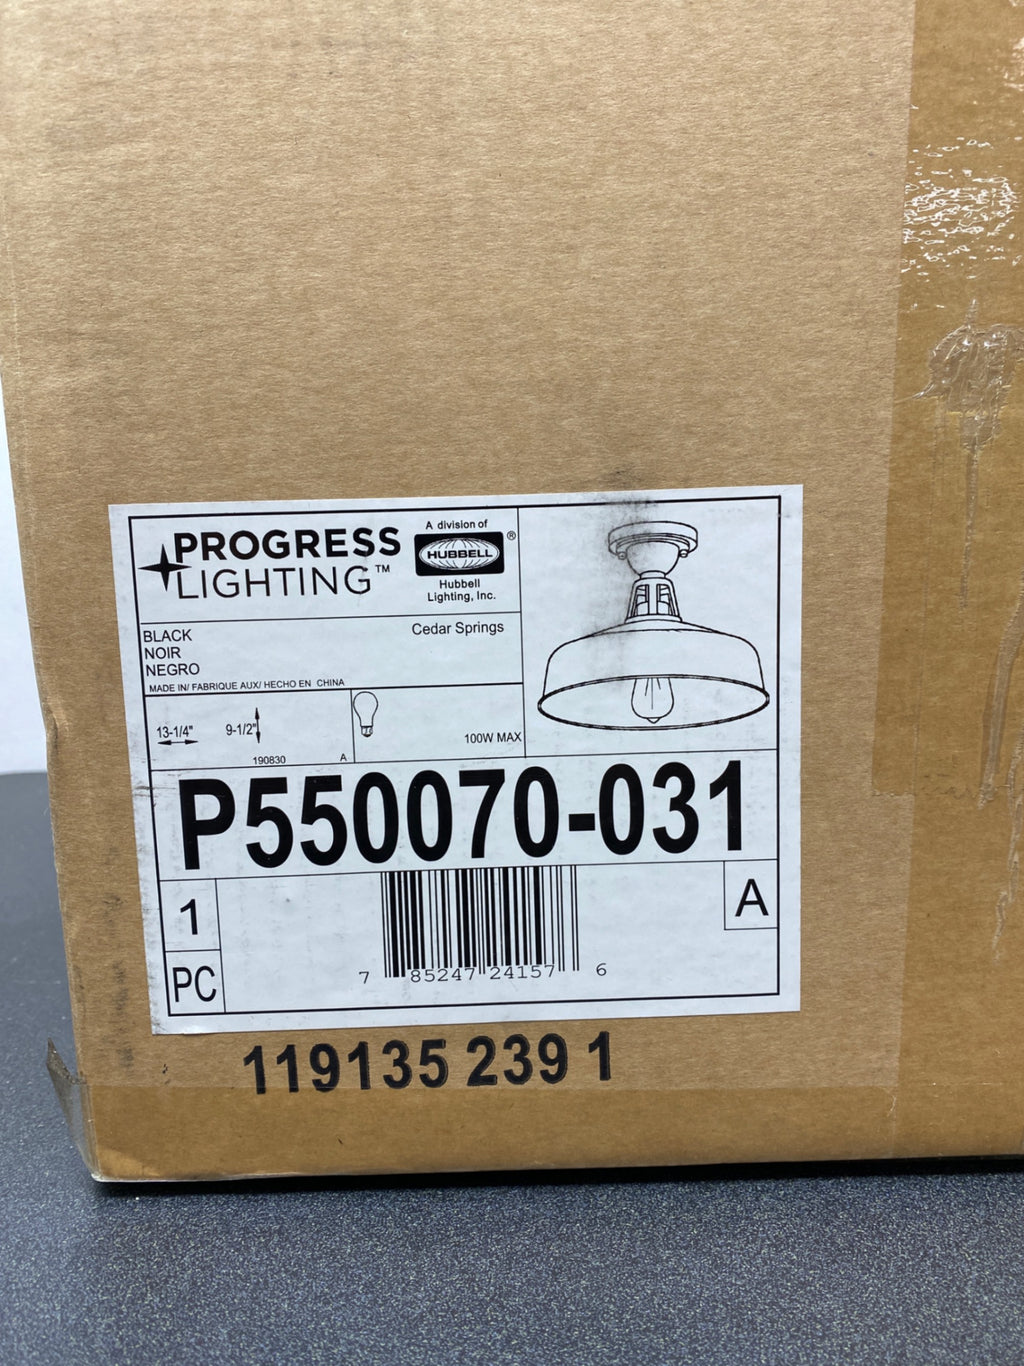 PROGRESS
LIGHTING™
A division of
HUBBELL ®
Hubbell
Lighting, Inc.
BLACK
NOIR
NEGRO
Cedar Springs
MADE IN/ FABRIQUE AUX/ HECHO EN CHINA
13-1/4"
9-1/2"
190830
A
100W MAX
P550070-031
1
PC
A
7 85247 24157 6
119135 239 1